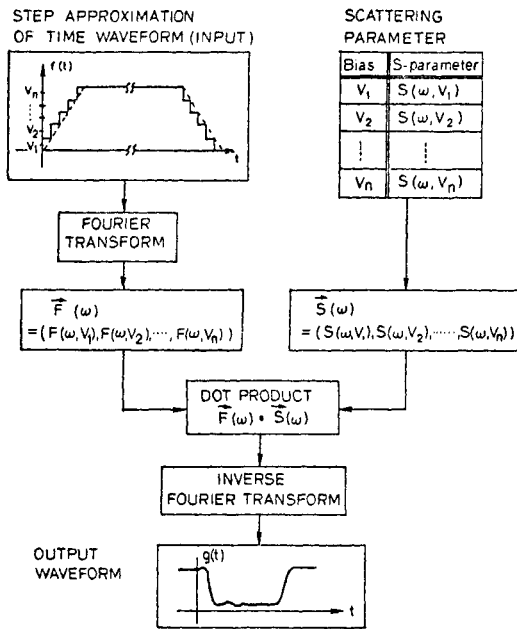 STEP APPROXIMATION
OF TIME WAVEFORM (INPUT)
f(t)
Vn
V2
V1
t
FOURIER
TRANSFORM
F(ω)
=(F(ω,V1),F(ω,V2),····,F(ω,Vn))
SCATTERING
PARAMETER
Bias S-parameter
V1 S(ω,V1)
V2 S(ω,V2)
Vn S(ω,Vn)
S(ω)
=(S(ω,V1),S(ω,V2),······,S(ω,Vn))
DOT PRODUCT
F(ω) • S(ω)
INVERSE
FOURIER TRANSFORM
OUTPUT
WAVEFORM
g(t)
t